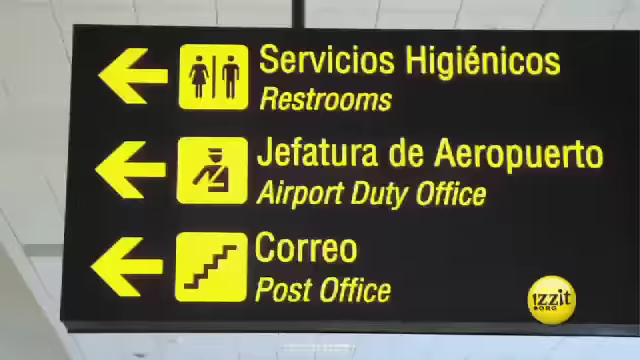 Servicios Higiénicos
Restrooms
Jefatura de Aeropuerto
Airport Duty Office
Correo
Post Office
izzit
.ORG